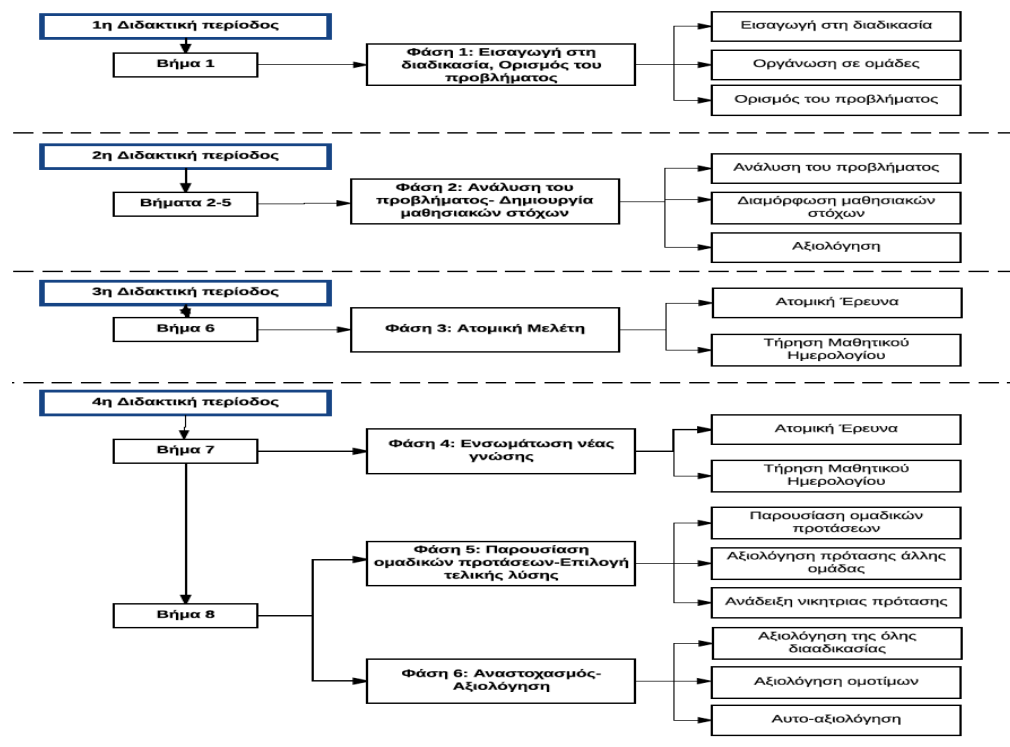 1η Διδακτική περίοδος
Βήμα 1
Φάση 1: Εισαγωγή στη
διαδικασία, Ορισμός του
προβλήματος
Εισαγωγή στη διαδικασία
Οργάνωση σε ομάδες
Ορισμός του προβλήματος
2η Διδακτική περίοδος
Βήματα 2-5
Φάση 2: Ανάλυση του
προβλήματος- Δημιουργία
μαθησιακών στόχων
Ανάλυση του προβλήματος
Διαμόρφωση μαθησιακών
στόχων
Αξιολόγηση
3η Διδακτική περίοδος
Βήμα 6
Φάση 3: Ατομική Μελέτη
Ατομική Έρευνα
Τήρηση Μαθητικού
Ημερολογίου
4η Διδακτική περίοδος
Βήμα 7
Φάση 4: Ενσωμάτωση νέας
γνώσης
Ατομική Έρευνα
Τήρηση Μαθητικού
Ημερολογίου
Βήμα 8
Φάση 5: Παρουσίαση
ομαδικών προτάσεων-Επιλογή
τελικής λύσης
Παρουσίαση ομαδικών
προτάσεων
Αξιολόγηση πρότασης άλλης
ομάδας
Ανάδειξη νικητριας πρότασης
Φάση 6: Αναστοχασμός-
Αξιολόγηση
Αξιολόγηση της όλης
διααδικασίας
Αξιολόγηση ομοτίμων
Αυτο-αξιολόγηση